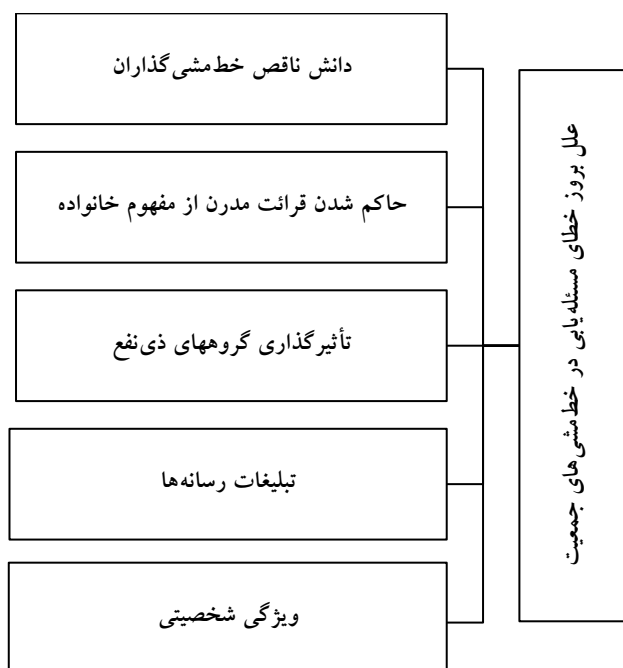 علل بروز خطای مسئله‌یابی در خط‌مشی‌های جمعیت
دانش ناقص خط‌مشی‌گذاران
حاکم شدن قرائت مدرن از مفهوم خانواده
تأثیرگذاری گروههای ذی‌نفع
تبلیغات رسانه‌ها
ویژگی شخصیتی